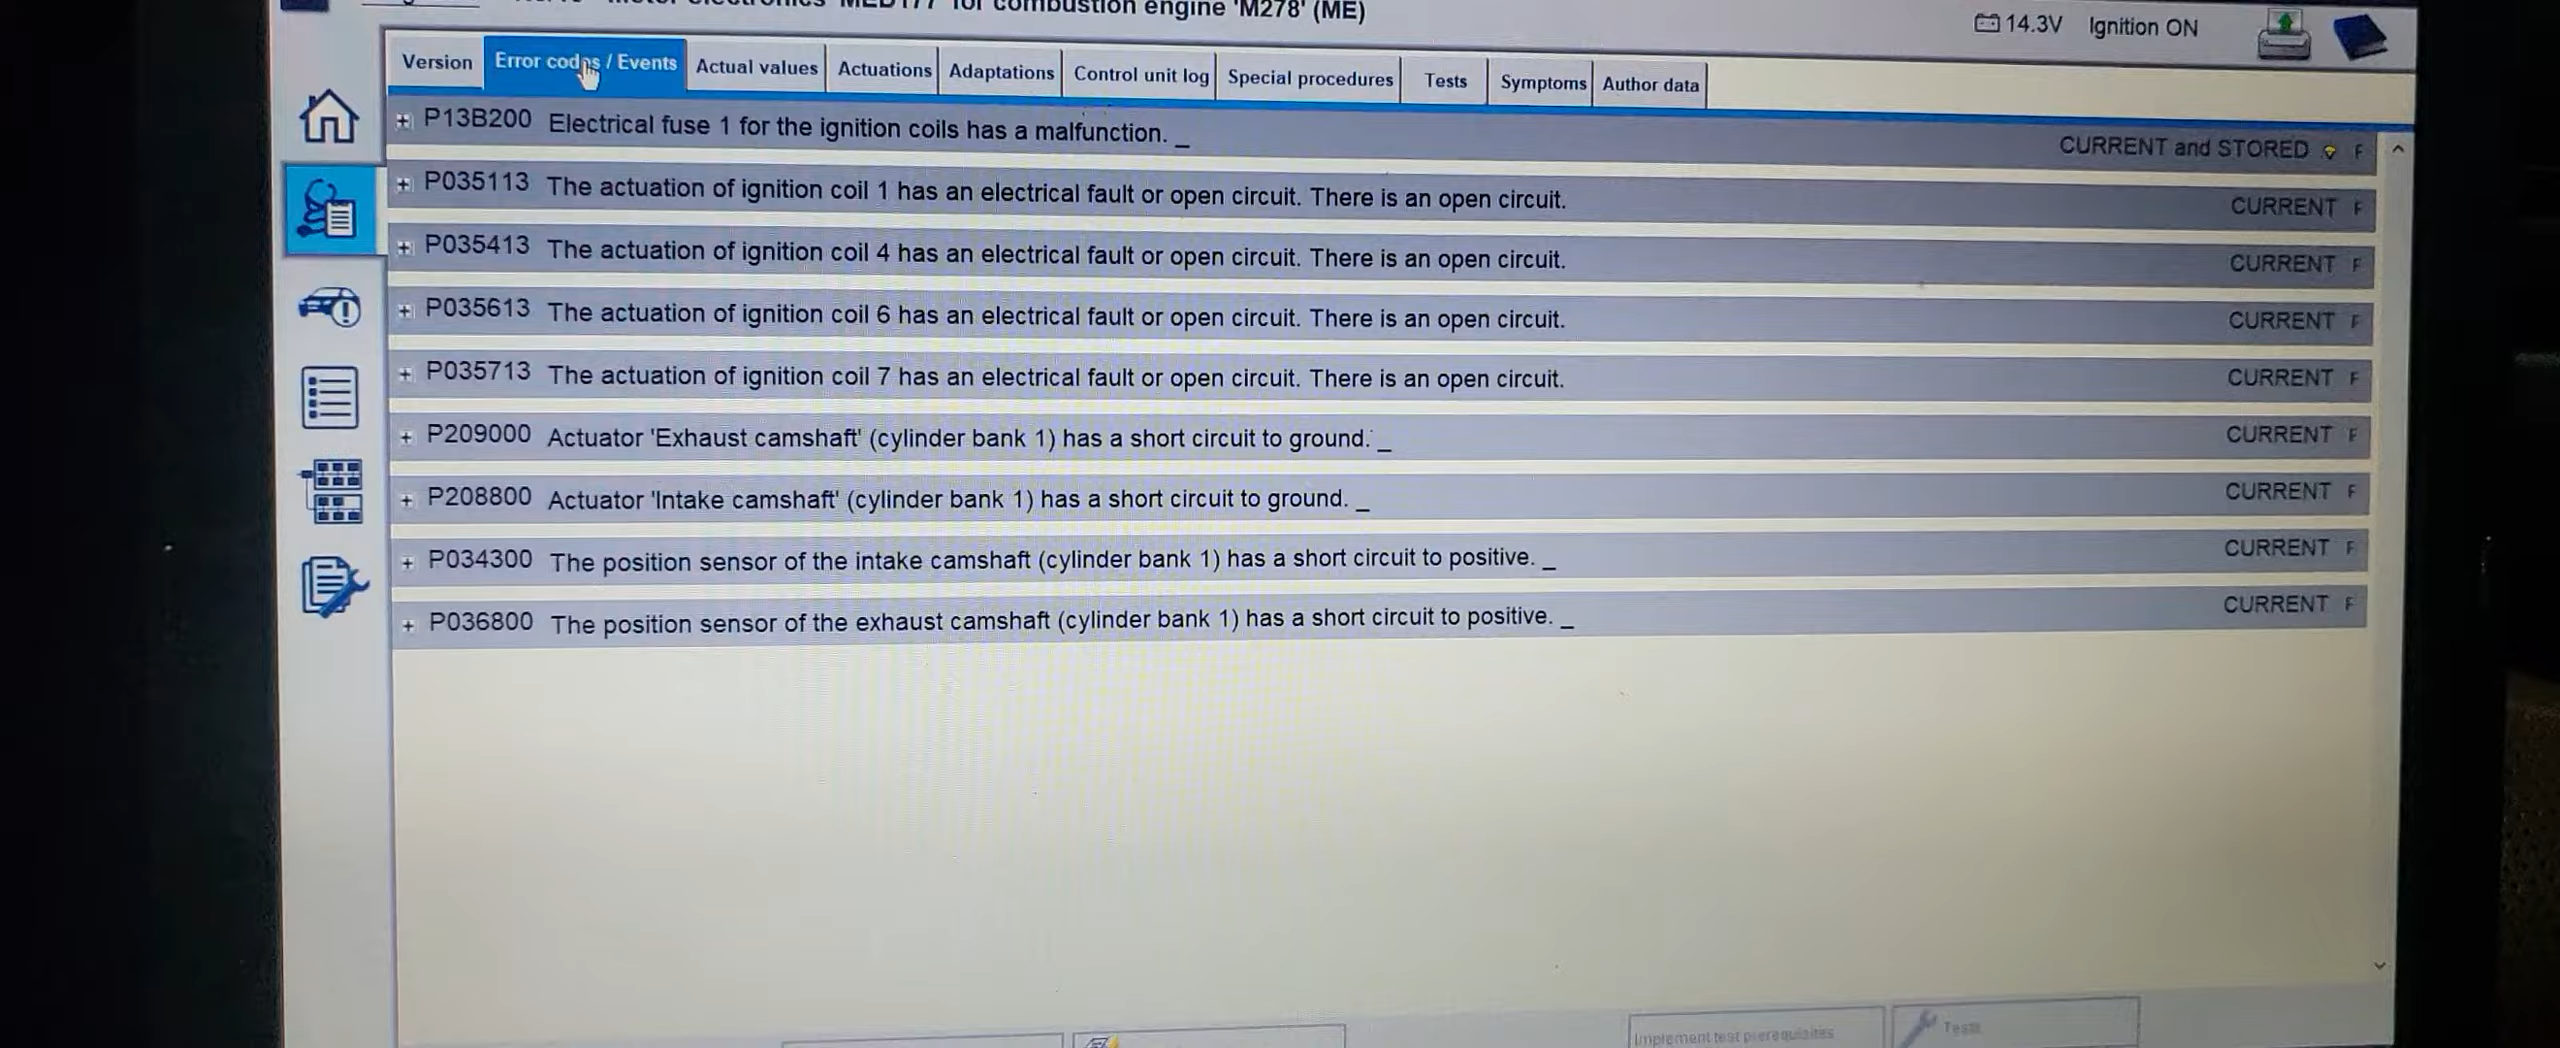 combustion engine 'M278' (ME)
14.3V Ignition ON
Version Error codes / Events Actual values Actuations Adaptations Control unit log Special procedures Tests Symptoms Author data
P13B200 Electrical fuse 1 for the ignition coils has a malfunction. _ CURRENT and STORED F
P035113 The actuation of ignition coil 1 has an electrical fault or open circuit. There is an open circuit. CURRENT F
P035413 The actuation of ignition coil 4 has an electrical fault or open circuit. There is an open circuit. CURRENT F
P035613 The actuation of ignition coil 6 has an electrical fault or open circuit. There is an open circuit. CURRENT F
P035713 The actuation of ignition coil 7 has an electrical fault or open circuit. There is an open circuit. CURRENT F
P209000 Actuator 'Exhaust camshaft' (cylinder bank 1) has a short circuit to ground. _ CURRENT F
P208800 Actuator 'Intake camshaft' (cylinder bank 1) has a short circuit to ground. _ CURRENT F
P034300 The position sensor of the intake camshaft (cylinder bank 1) has a short circuit to positive. _ CURRENT F
P036800 The position sensor of the exhaust camshaft (cylinder bank 1) has a short circuit to positive. _ CURRENT F
Implement test prerequisites Tests